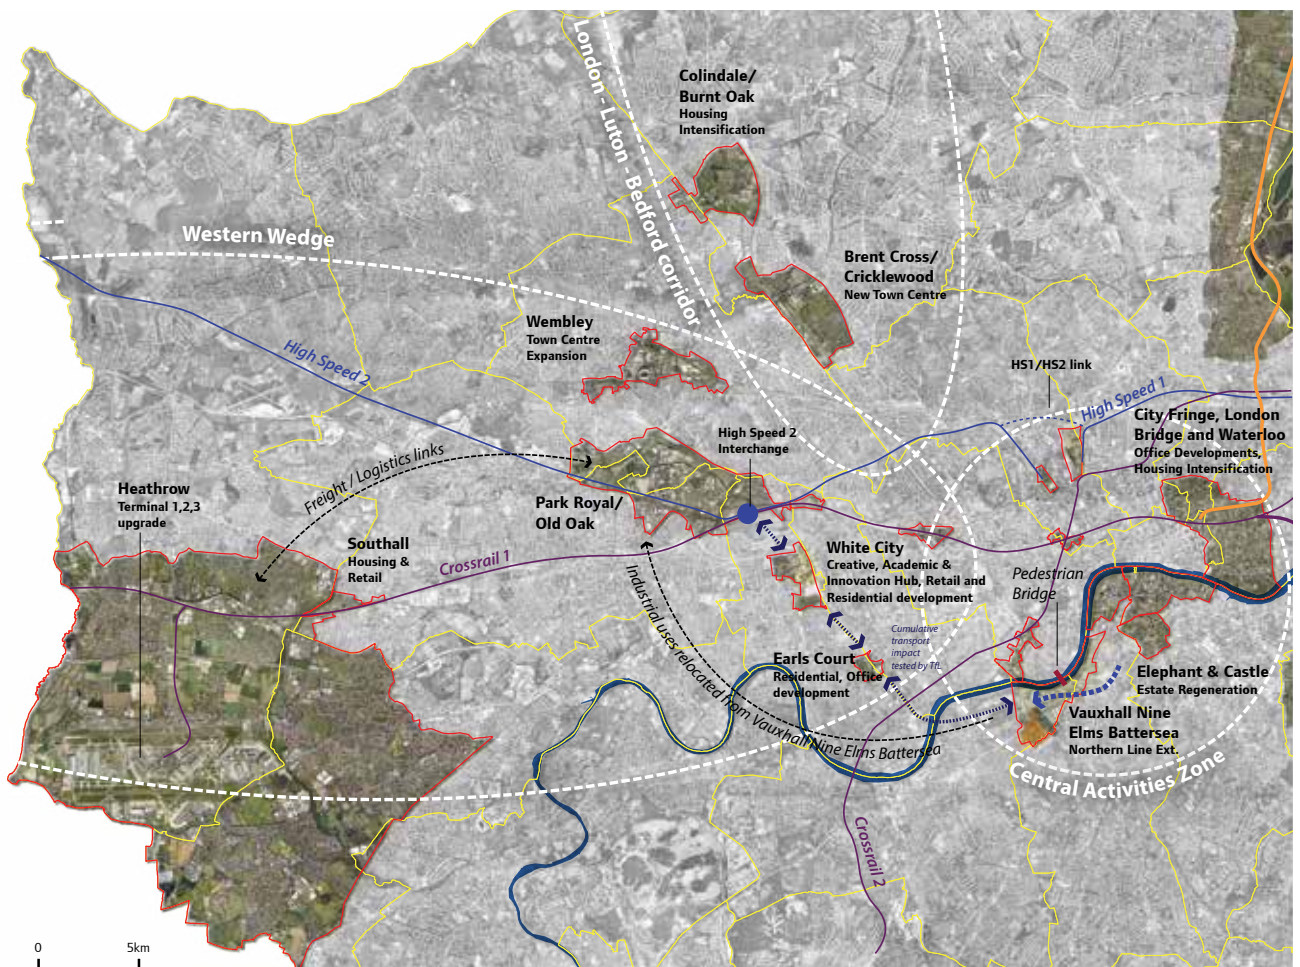 London - Luton - Bedford corridor
Colindale/
Burnt Oak
Housing
Intensification
Western Wedge
Brent Cross/
Cricklewood
New Town Centre
Wembley
Town Centre
Expansion
High Speed 2
HS1/HS2 link
High Speed 1
City Fringe, London
Bridge and Waterloo
Office Developments,
Housing Intensification
High Speed 2
Interchange
Freight / Logistics links
Heathrow
Terminal 1,2,3
upgrade
Park Royal/
Old Oak
Southall
Housing &
Retail
Crossrail 1
White City
Creative, Academic &
Innovation Hub, Retail and
Residential development
Pedestrian
Bridge
Industrial uses relocated from Vauxhall Nine Elms Battersea
Cumulative
transport
impact
tested by TfL
Earls Court
Residential, Office
development
Elephant & Castle
Estate Regeneration
Vauxhall Nine
Elms Battersea
Northern Line Ext.
Central Activities Zone
Crossrail 2
0 5km